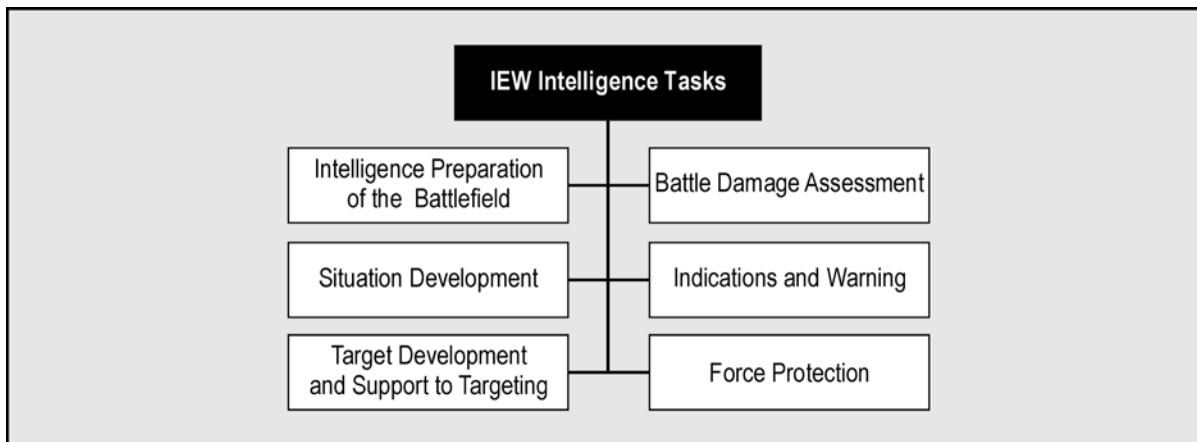 IEW Intelligence Tasks
Intelligence Preparation
of the Battlefield
Battle Damage Assessment
Situation Development
Indications and Warning
Target Development
and Support to Targeting
Force Protection